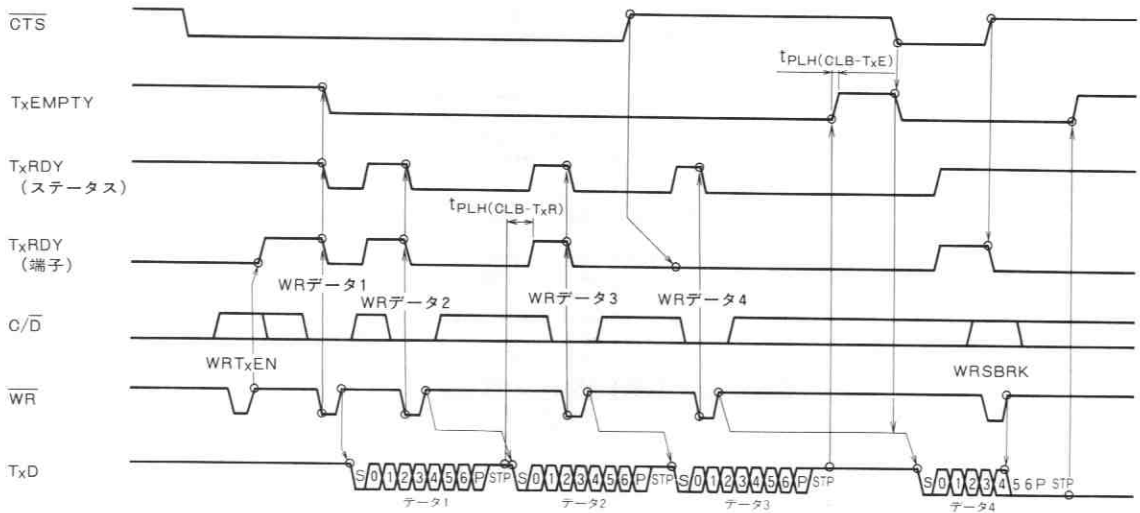 CTS
tPLH(CLB-TxE)
TxEMPTY
TxRDY
(ステータス)
tPLH(CLB-TxR)
TxRDY
(端子)
WRデータ1
WRデータ2
WRデータ3
WRデータ4
C/D
WRTxEN
WRSBRK
WR
TxD
S 0 1 2 3 4 5 6 P STP
S 0 1 2 3 4 5 6 P STP
S 0 1 2 3 4 5 6 P STP
S 0 1 2 3 4 5 6 P STP
データ1
データ2
データ3
データ4